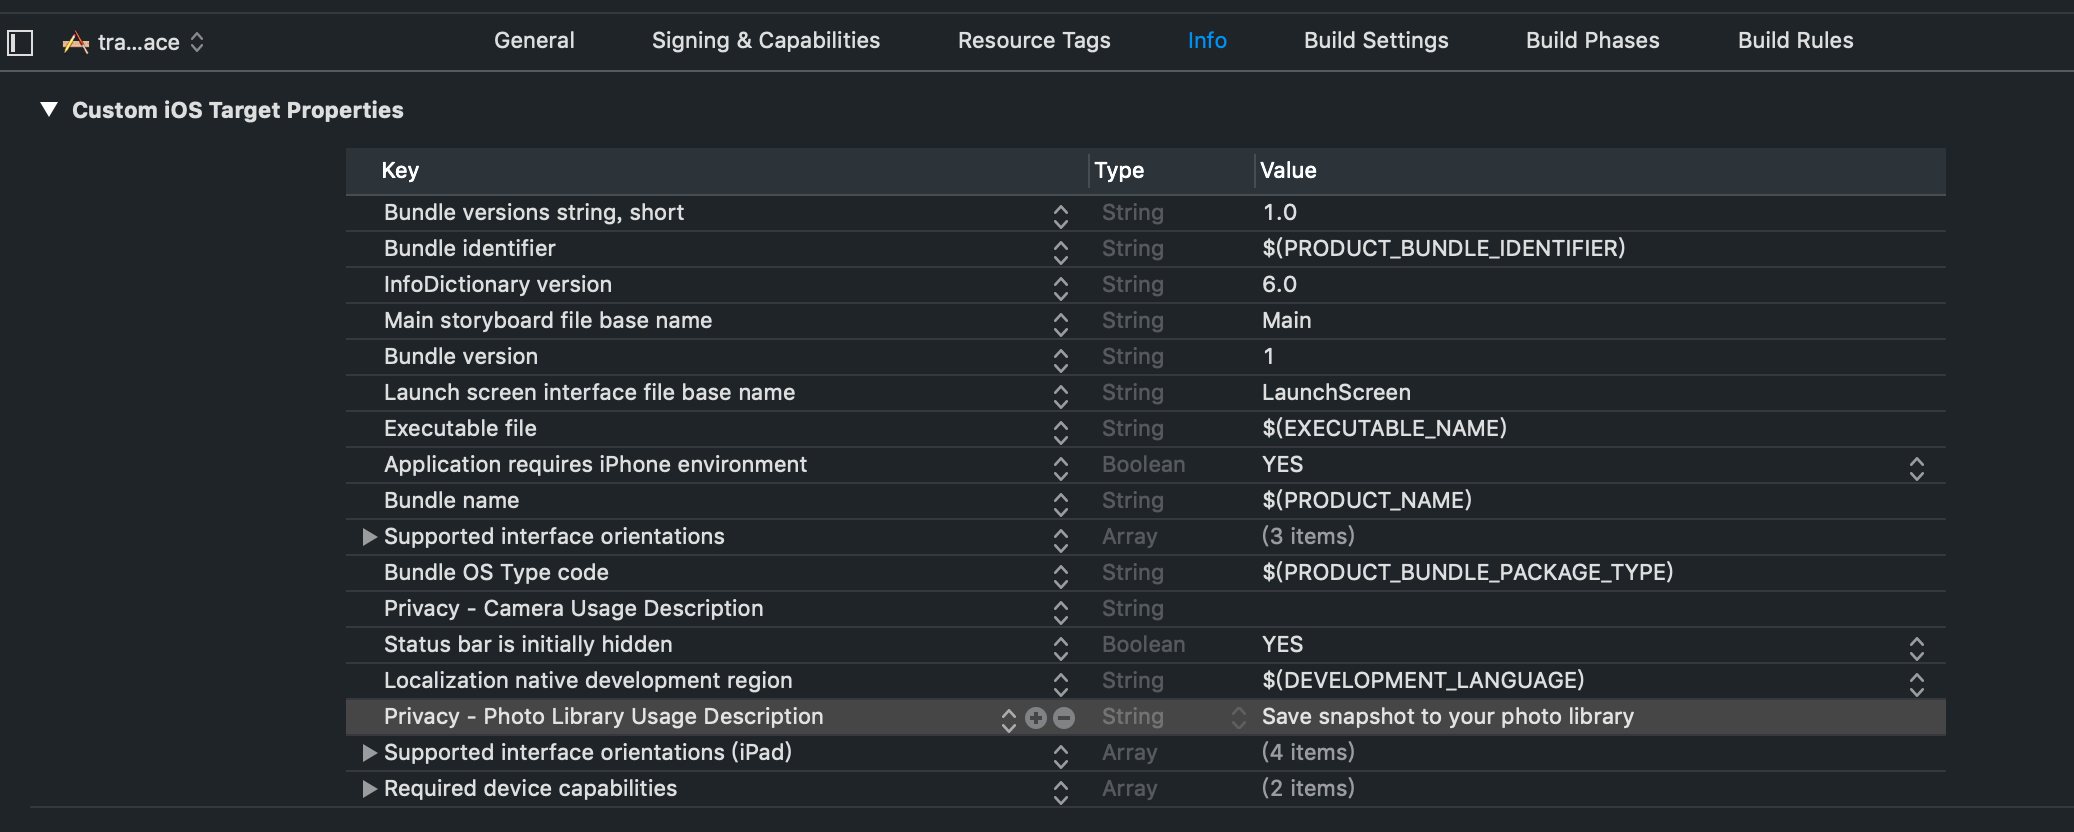 tra...ace General Signing & Capabilities Resource Tags Info Build Settings Build Phases Build Rules
Custom iOS Target Properties
Key Type Value
Bundle versions string, short String 1.0
Bundle identifier String $(PRODUCT_BUNDLE_IDENTIFIER)
InfoDictionary version String 6.0
Main storyboard file base name String Main
Bundle version String 1
Launch screen interface file base name String LaunchScreen
Executable file String $(EXECUTABLE_NAME)
Application requires iPhone environment Boolean YES
Bundle name String $(PRODUCT_NAME)
Supported interface orientations Array (3 items)
Bundle OS Type code String $(PRODUCT_BUNDLE_PACKAGE_TYPE)
Privacy - Camera Usage Description String
Status bar is initially hidden Boolean YES
Localization native development region String $(DEVELOPMENT_LANGUAGE)
Privacy - Photo Library Usage Description String Save snapshot to your photo library
Supported interface orientations (iPad) Array (4 items)
Required device capabilities Array (2 items)